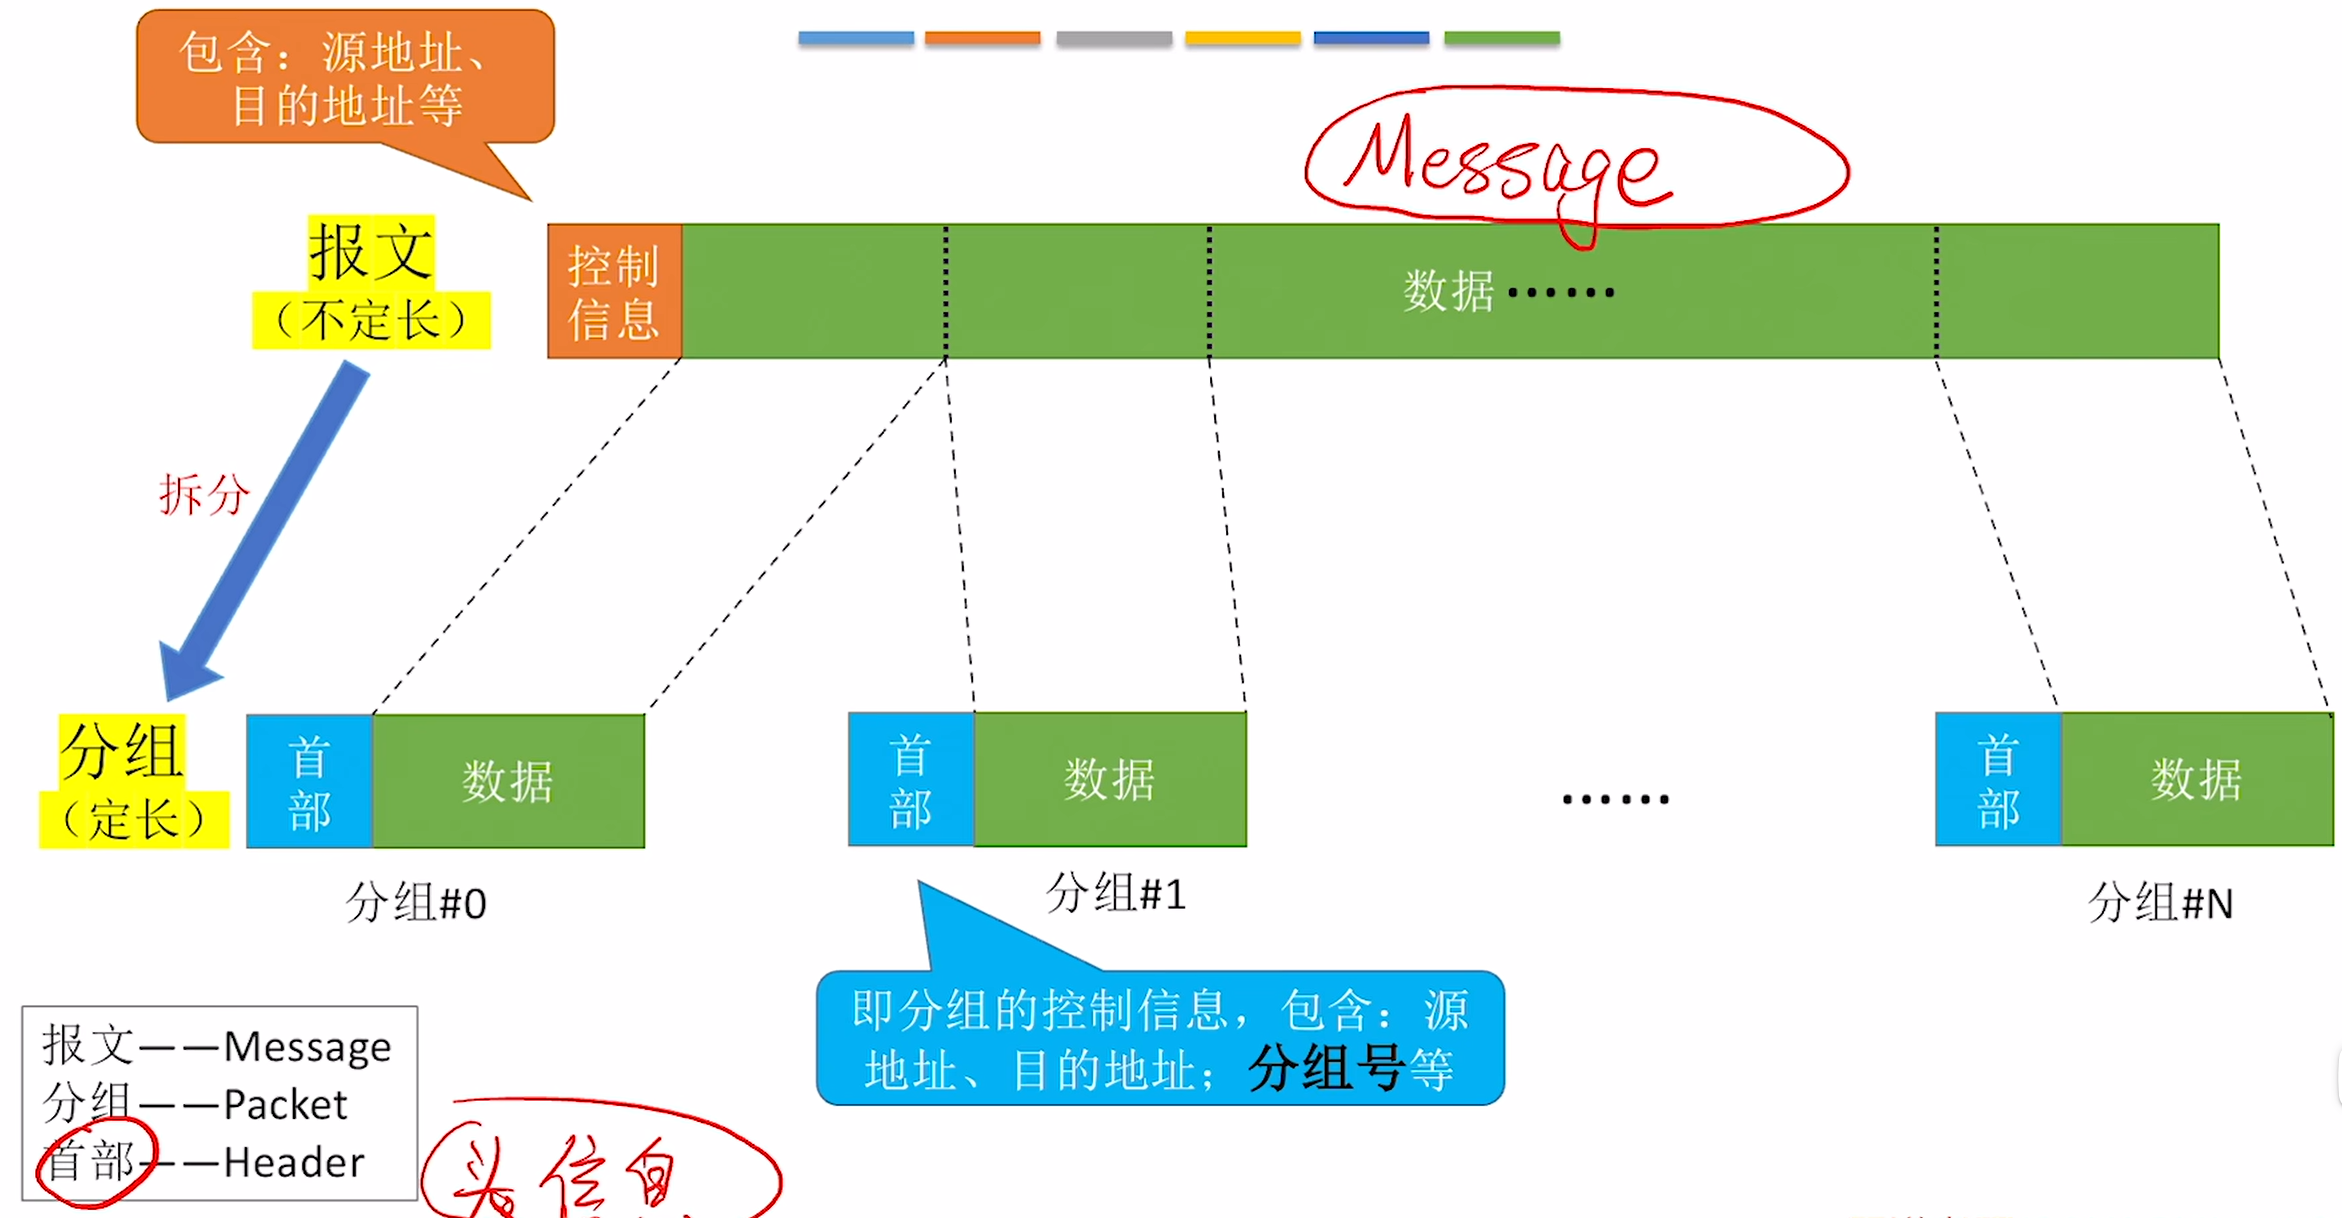 包含：源地址、
目的地址等
Message
报文
（不定长）
控制
信息
数据······
拆分
分组
（定长）
首
部
数据
首
部
数据
······
首
部
数据
分组#0
分组#1
分组#N
即分组的控制信息，包含：源
地址、目的地址；分组号等
报文——Message
分组——Packet
首部——Header
头信息